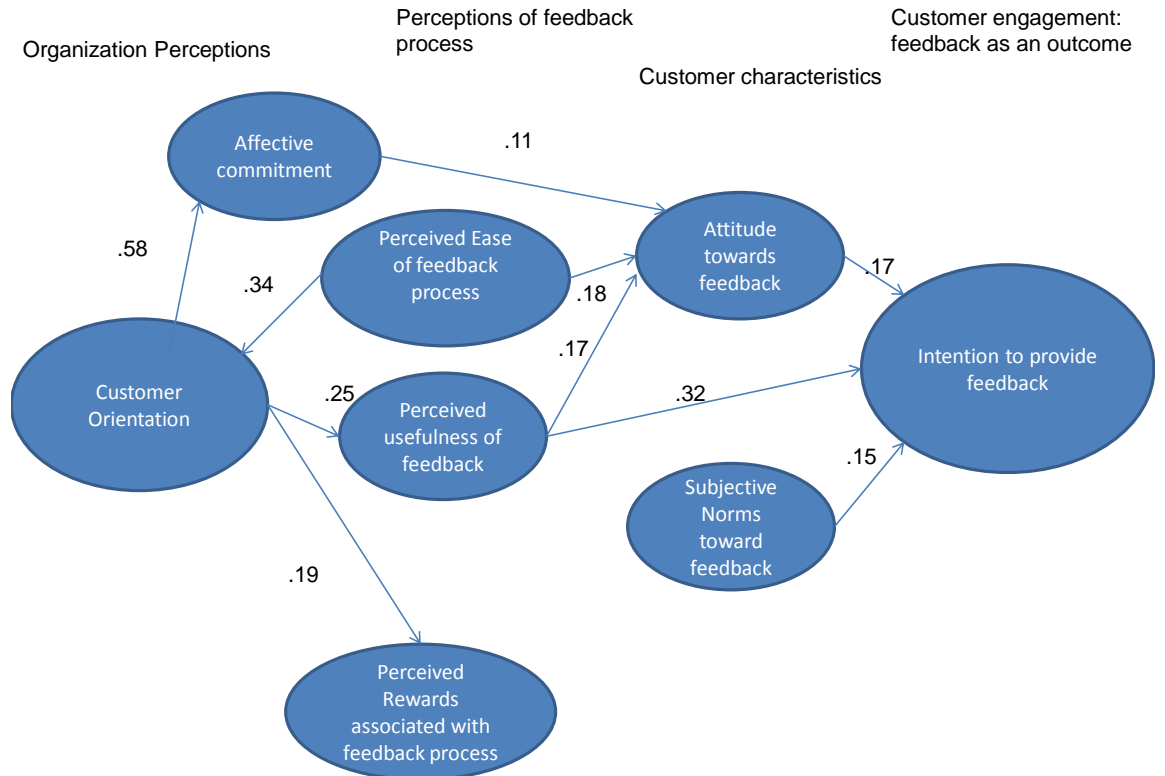 Organization Perceptions
Perceptions of feedback
process
Customer characteristics
Customer engagement:
feedback as an outcome
Affective
commitment
.11
.58
Perceived Ease
of feedback
process
.34
.18
Attitude
towards
feedback
.17
.17
Customer
Orientation
.25
Perceived
usefulness of
feedback
.32
Intention to provide
feedback
.15
Subjective
Norms
toward
feedback
.19
Perceived
Rewards
associated with
feedback process